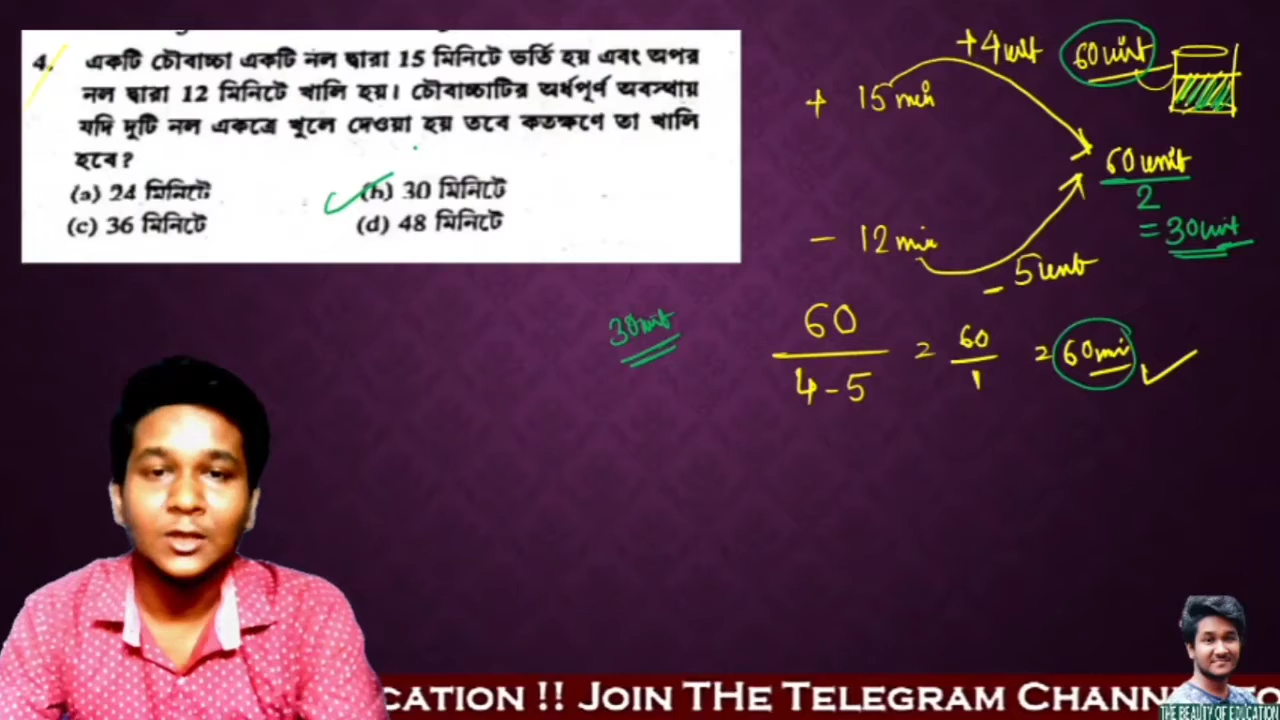 4. একটি চৌবাচ্চা একটি নল দ্বারা 15 মিনিটে ভর্তি হয় এবং অপর
নল দ্বারা 12 মিনিটে খালি হয়। চৌবাচ্চাটির অর্ধপূর্ণ অবস্থায়
যদি দুটি নল একত্রে খুলে দেওয়া হয় তবে কতক্ষণে তা খালি
হবে?
(a) 24 মিনিটে (b) 30 মিনিটে
(c) 36 মিনিটে (d) 48 মিনিটে
+4 unit
60 unit
+ 15 min
60 unit
2
= 30 unit
- 12 min
- 5 unit
30 unit
60
4 - 5
= 60
1
= 60 mi
CATION !! JOIN THE TELEGRAM CHANN
THE BEAUTY OF EDUCATION